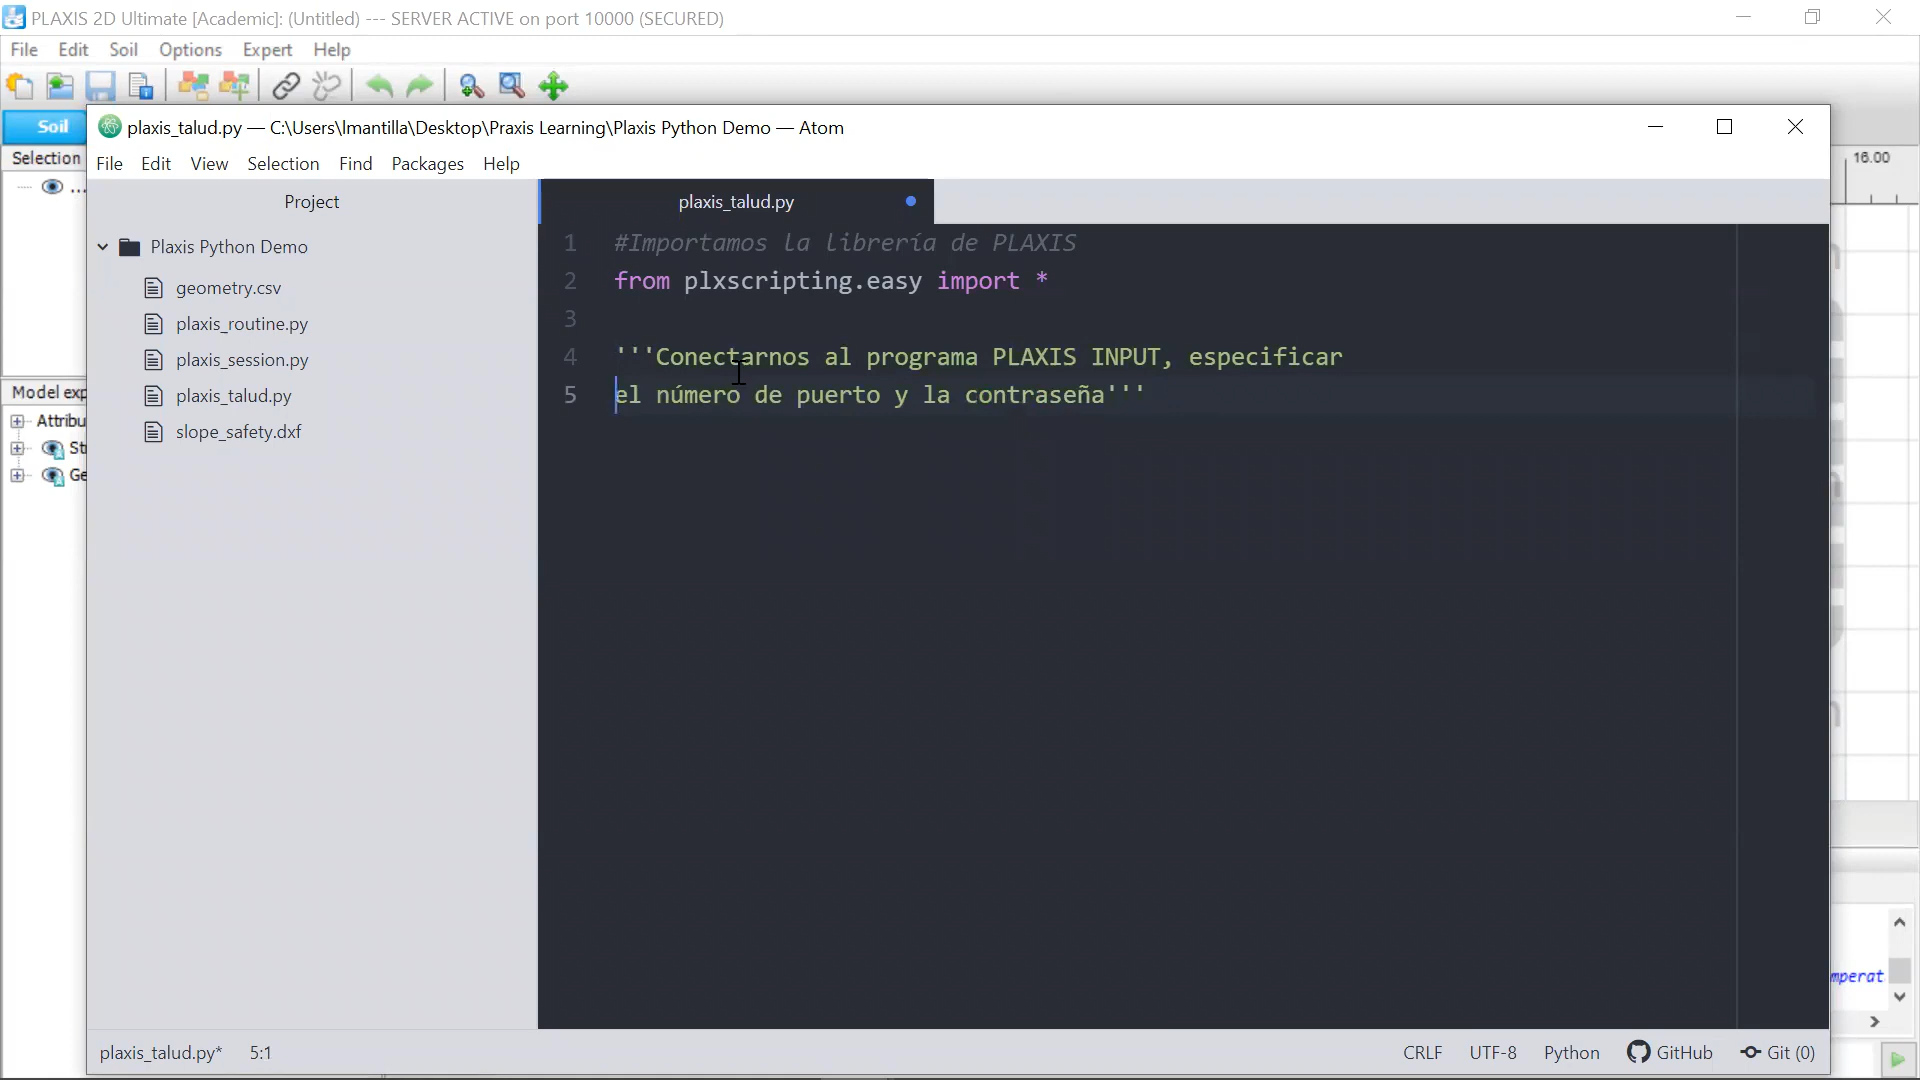 PLAXIS 2D Ultimate [Academic]: (Untitled) --- SERVER ACTIVE on port 10000 (SECURED)
File Edit Soil Options Expert Help
Soil
Selection
...
16.00
plaxis_talud.py — C:\Users\lmantilla\Desktop\Praxis Learning\Plaxis Python Demo — Atom
File Edit View Selection Find Packages Help
Project
Plaxis Python Demo
geometry.csv
plaxis_routine.py
plaxis_session.py
plaxis_talud.py
slope_safety.dxf
plaxis_talud.py
1 #Importamos la librería de PLAXIS
2 from plxscripting.easy import *
3
4 '''Conectarnos al programa PLAXIS INPUT, especificar
5 el número de puerto y la contraseña'''
Model exp
Attribu
St
Ge
mperat
plaxis_talud.py* 5:1
CRLF UTF-8 Python GitHub Git (0)